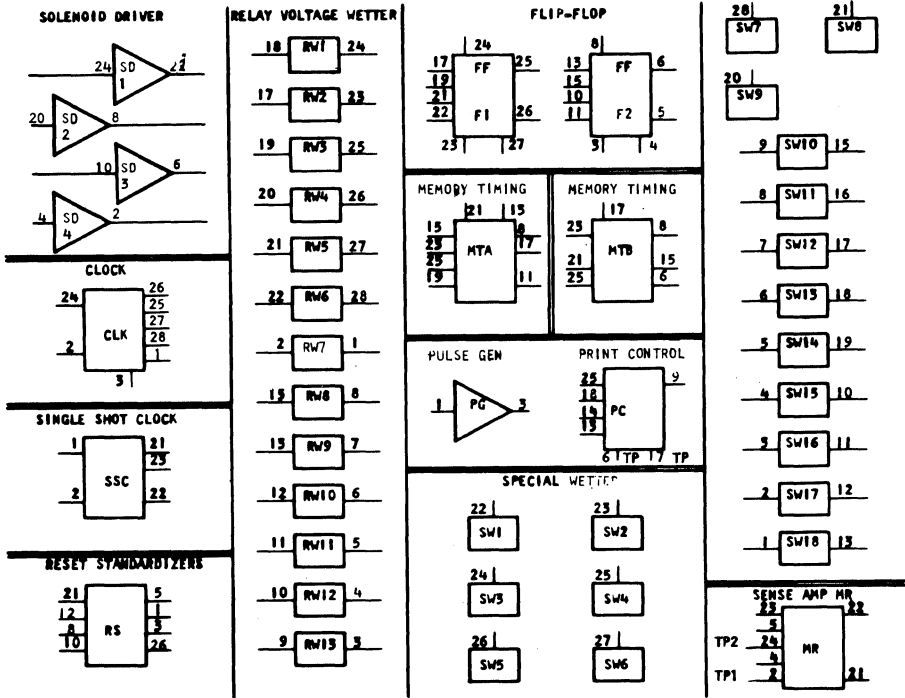 SOLENOID DRIVER
24 SD 1
20 SD 2 8
10 SD 3 6
4 SD 4 2
CLOCK
24 26
25
27
CLK
28
2 1
3
SINGLE SHOT CLOCK
1 21
23
SSC
2 22
RESET STANDARDIZERS
21 5
12 1
8 RS 3
10 26
RELAY VOLTAGE WETTER
18 RW1 24
17 RW2 23
19 RW3 25
20 RW4 26
21 RW5 27
22 RW6 28
2 RW7 1
15 RW8 8
13 RW9 7
12 RW10 6
11 RW11 5
10 RW12 4
9 RW13 3
FLIP-FLOP
24
17 FF 25
19
21
22 F1 26
23 27
8
13 FF 6
15
10
11 F2 5
3 4
MEMORY TIMING
21 13
15 8
23 MTA 17
25
19 11
MEMORY TIMING
17
23 8
MTB
21 15
25 6
PULSE GEN
1 PG 3
PRINT CONTROL
25 9
18
14 PC
13
6 TP 17 TP
SPECIAL WETTER
22 SW1
23 SW2
24 SW3
25 SW4
26 SW5
27 SW6
28 SW7
21 SW8
20 SW9
9 SW10 15
8 SW11 16
7 SW12 17
6 SW13 18
5 SW14 19
4 SW15 10
3 SW16 11
2 SW17 12
1 SW18 13
SENSE AMP MR
23 22
5
TP2 24 MR
4
TP1 2 21